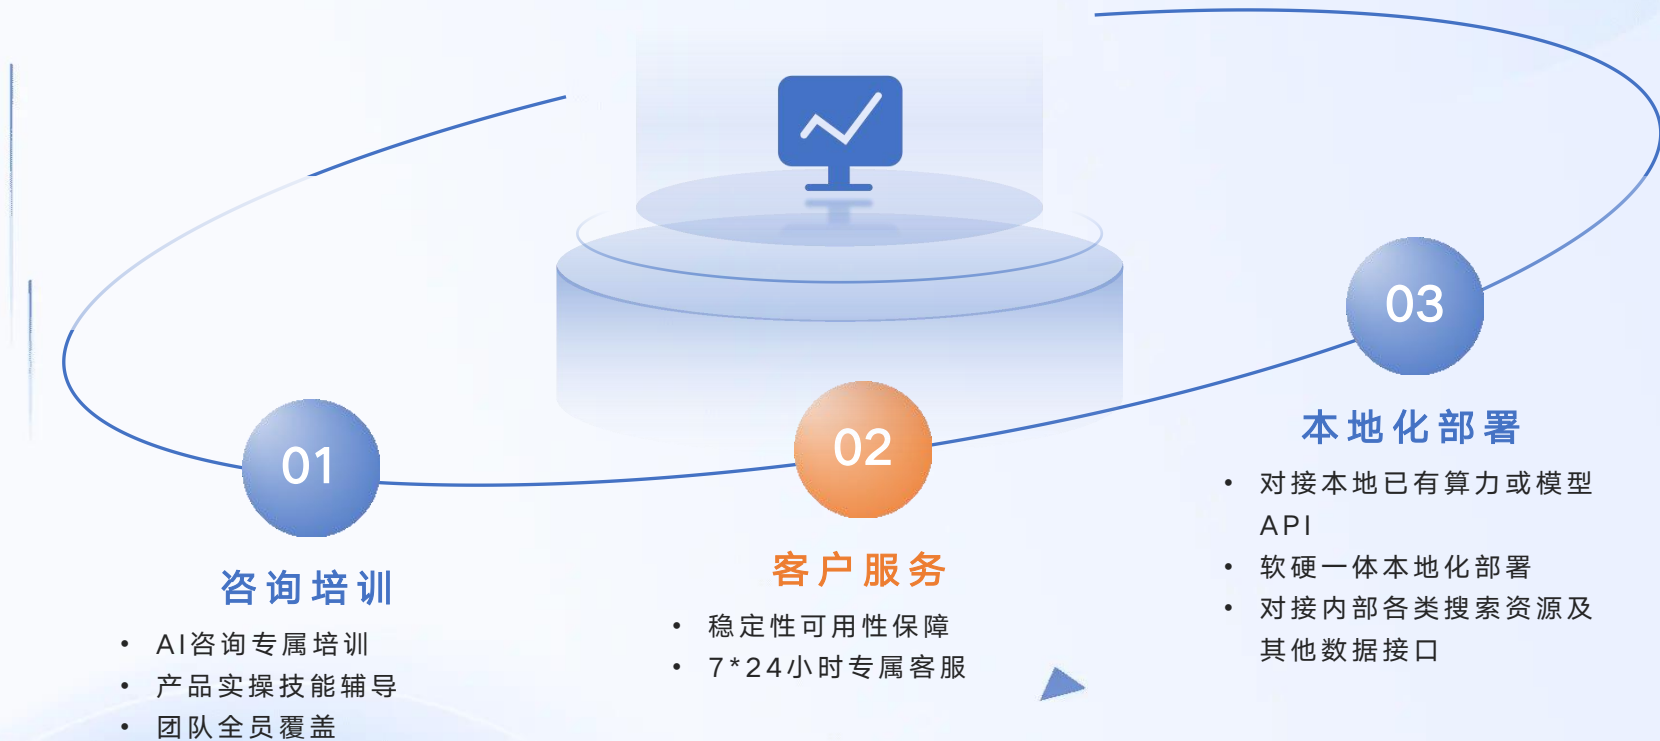 01
咨询培训
• AI咨询专属培训
• 产品实操技能辅导
• 团队全员覆盖
02
客户服务
• 稳定性可用性保障
• 7*24小时专属客服
03
本地化部署
• 对接本地已有算力或模型
API
• 软硬一体本地化部署
• 对接内部各类搜索资源及
其他数据接口